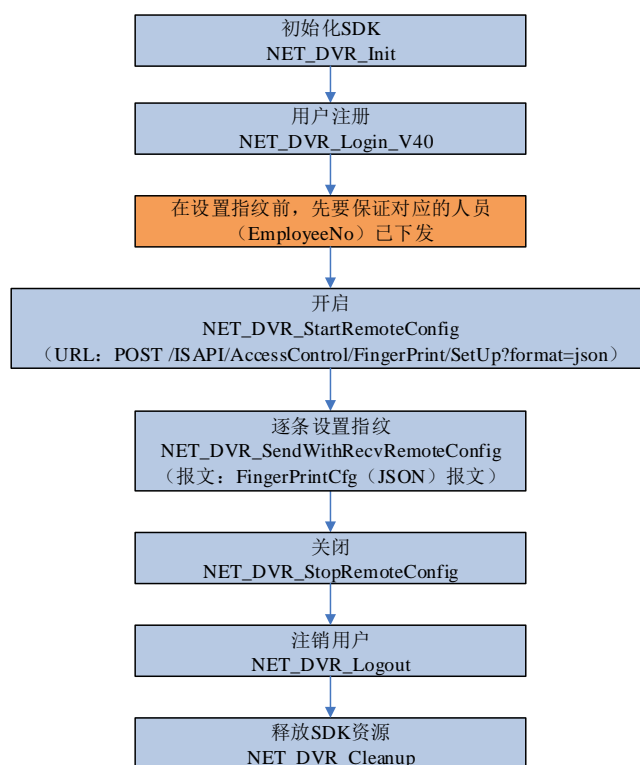 初始化SDK
NET_DVR_Init
用户注册
NET_DVR_Login_V40
在设置指纹前，先要保证对应的人员
（EmployeeNo）已下发
开启
NET_DVR_StartRemoteConfig
（URL：POST /ISAPI/AccessControl/FingerPrint/SetUp?format=json）
逐条设置指纹
NET_DVR_SendWithRecvRemoteConfig
（报文：FingerPrintCfg（JSON）报文）
关闭
NET_DVR_StopRemoteConfig
注销用户
NET_DVR_Logout
释放SDK资源
NET_DVR_Cleanup